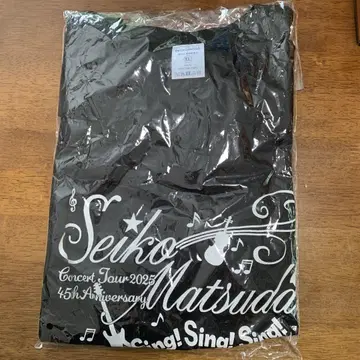 Seiko
Concert Tour 2025
45th Anniversary
Matsuda
Sing! Sing! Sing!